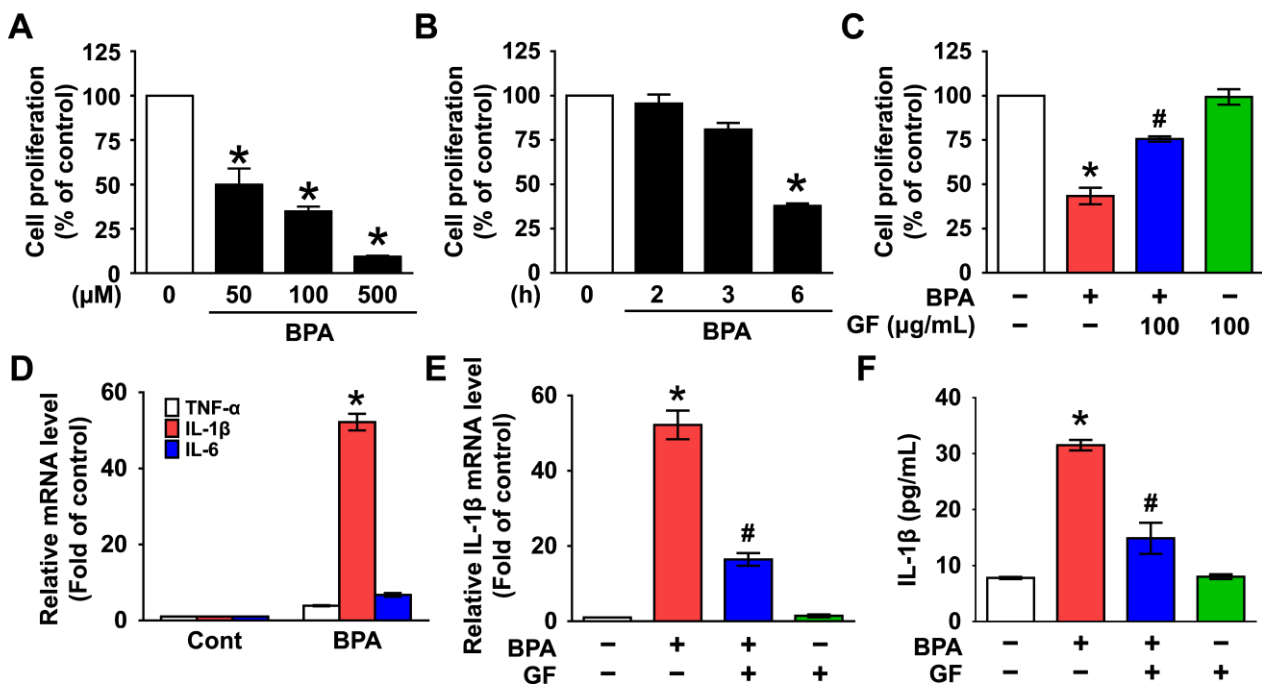 A
Cell proliferation
(% of control)
125
100
75
50
25
0
*
*
*
(μM)
0
50
100
500
BPA
B
Cell proliferation
(% of control)
125
100
75
50
25
0
*
(h)
0
2
3
6
BPA
C
Cell proliferation
(% of control)
125
100
75
50
25
0
*
#
BPA − + + −
GF (μg/mL) − − 100 100
D
Relative mRNA level
(Fold of control)
60
40
20
0
TNF-α
IL-1β
IL-6
*
Cont
BPA
E
Relative IL-1β mRNA level
(Fold of control)
60
40
20
0
*
#
BPA − + + −
GF − − + +
F
IL-1β (pg/mL)
40
30
20
10
0
*
#
BPA − + + −
GF − − + +